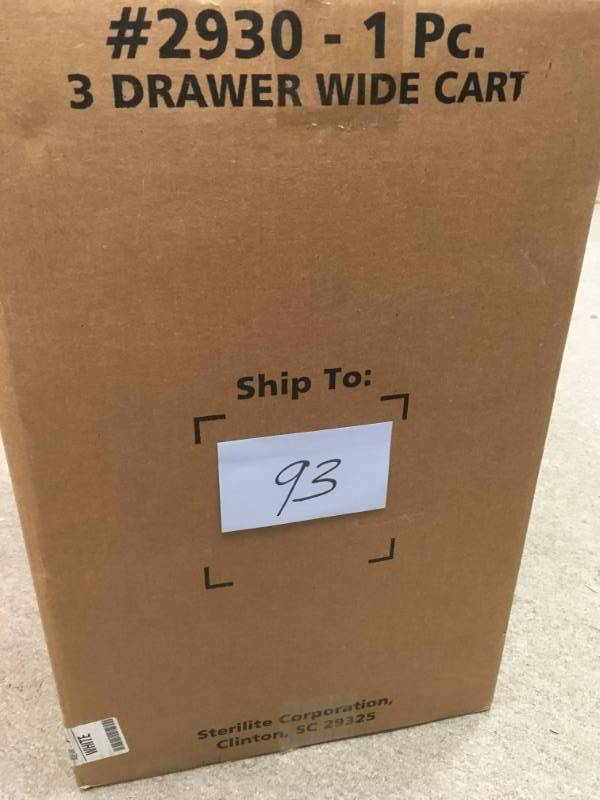 #2930 - 1 Pc.
3 DRAWER WIDE CART
Ship To:
93
Sterilite Corporation,
Clinton, SC 29325
WHITE